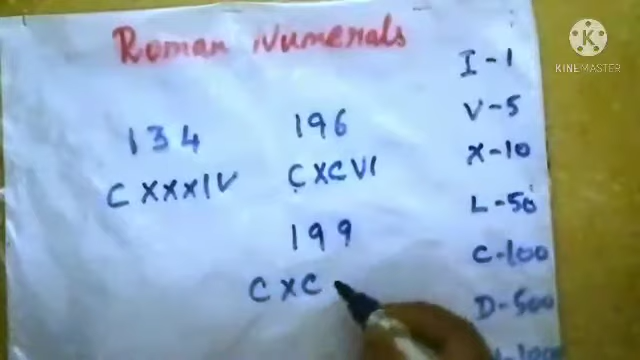 Roman Numerals
134
CXXXIV
196
CXCVI
199
CXC
I-1
V-5
X-10
L-50
C-100
D-500
KINEMASTER